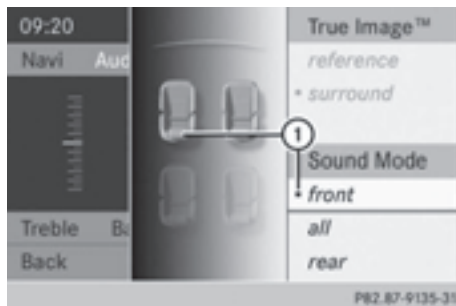 09:20
Navi Aud
Treble Ba
Back
True Image™
reference
• surround
1
Sound Mode
• front
all
rear
P82.87-9135-31